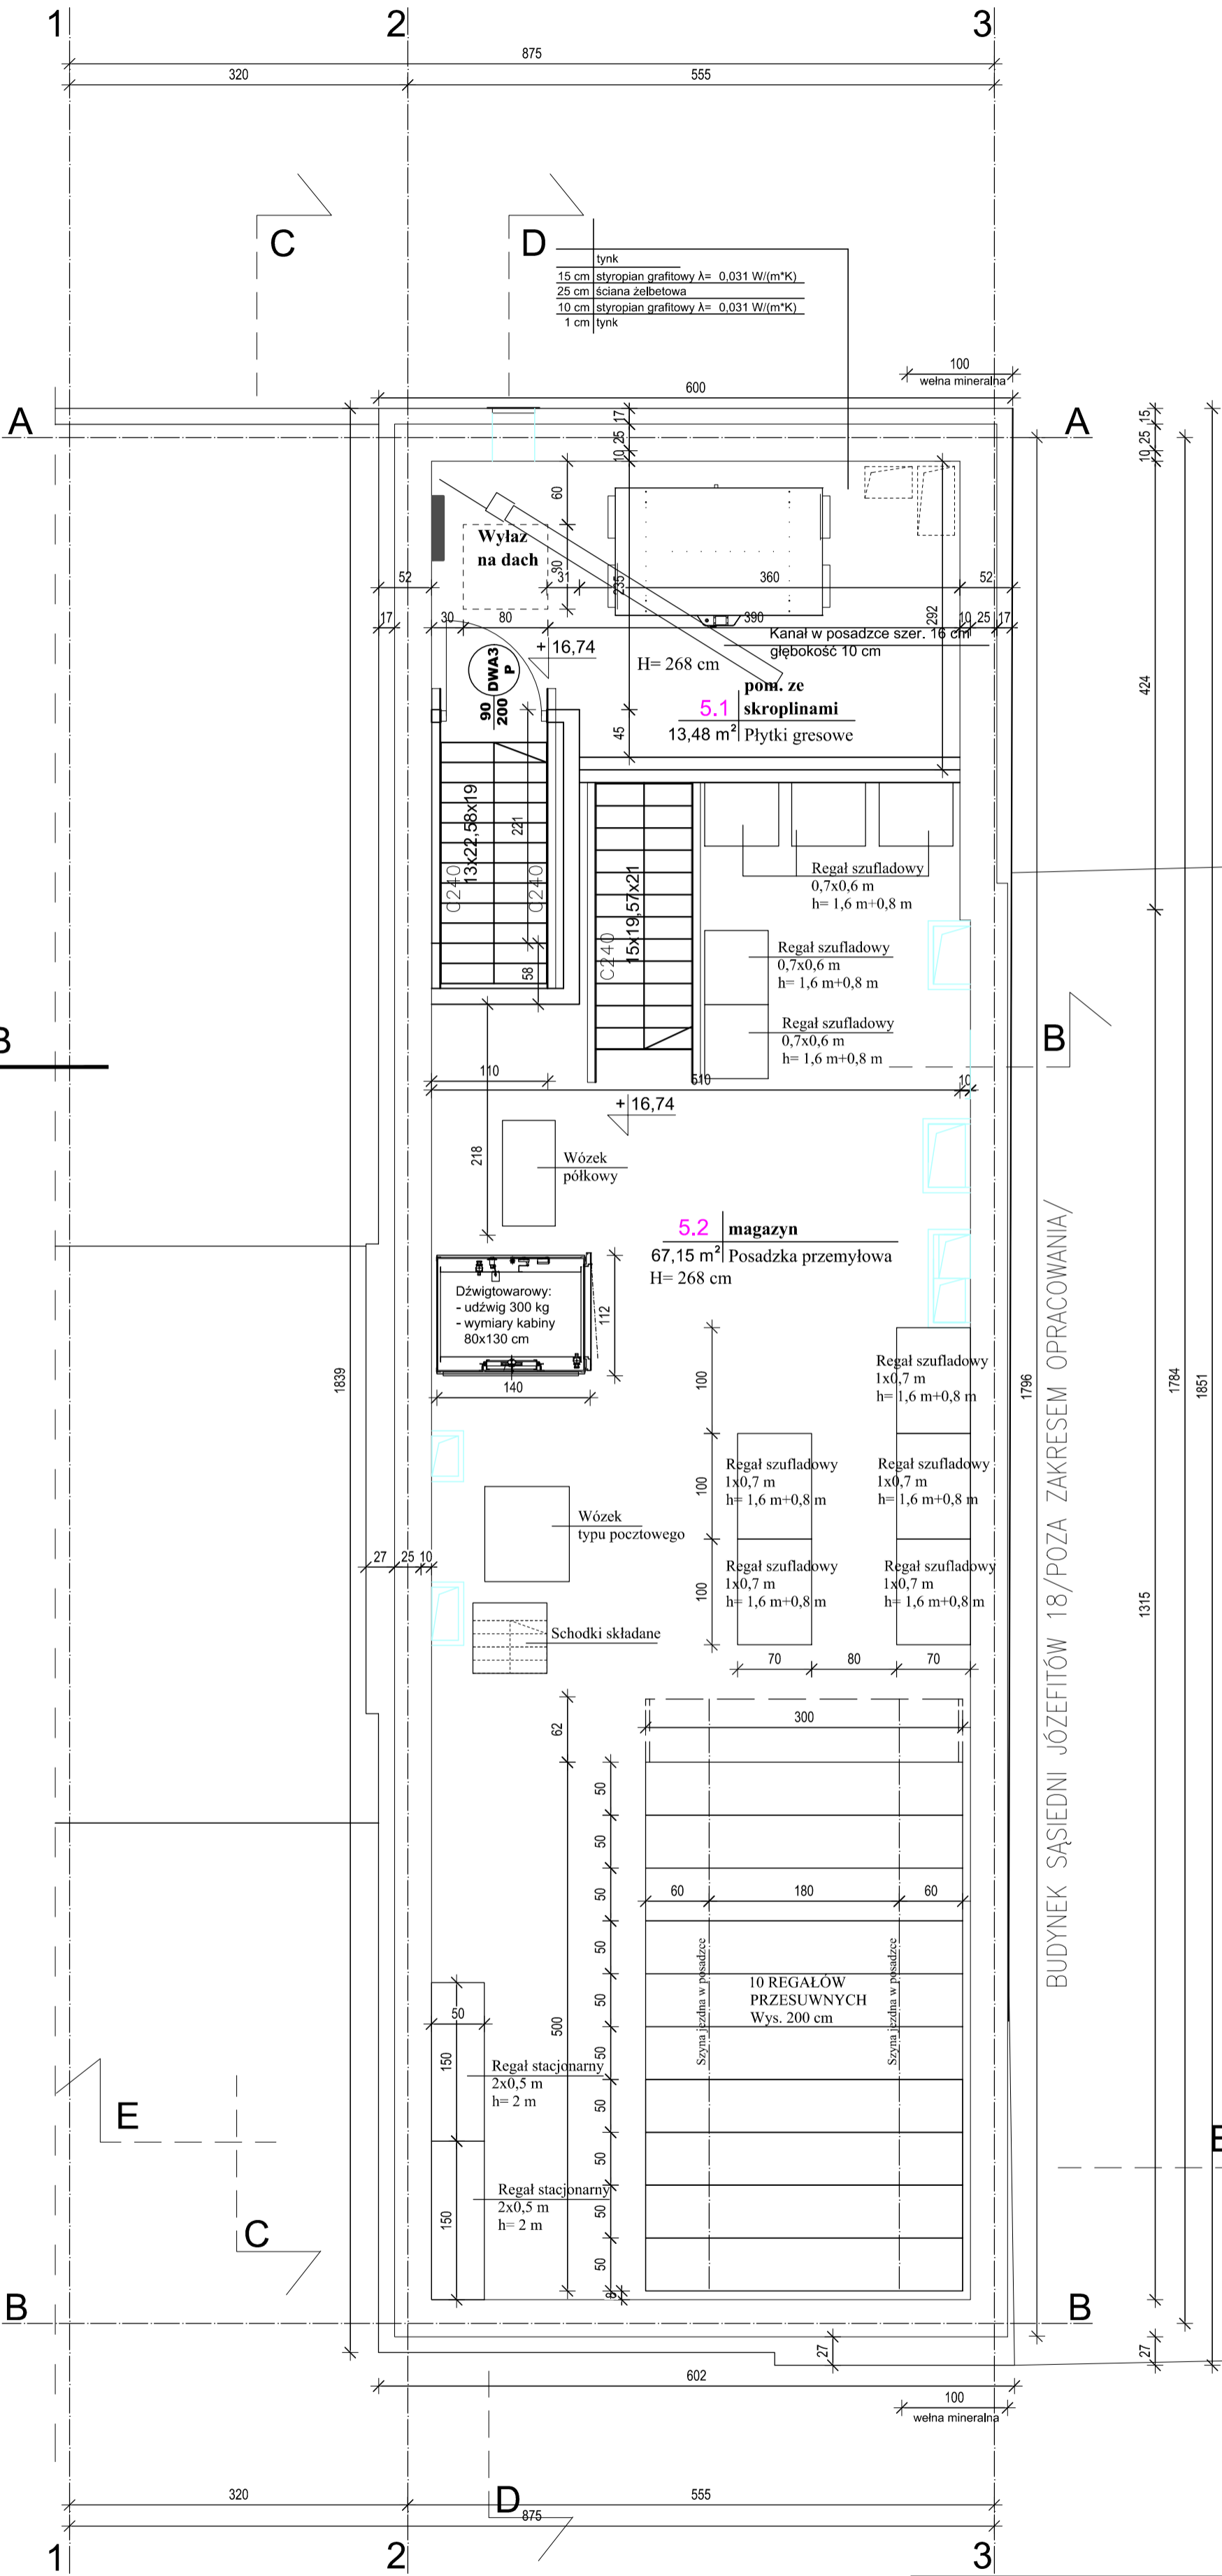 1
2
3
875
320
555
C
D
tynk
15 cm styropian grafitowy λ= 0,031 W/(m*K)
25 cm ściana żelbetowa
10 cm styropian grafitowy λ= 0,031 W/(m*K)
1 cm tynk
100
wełna mineralna
600
A
A
17
25
10
15
25
10
60
Wyłaz
na dach
90
235
52
31
360
52
17
30
80
390
292
10
25
17
Kanał w posadzce szer. 16 cm
głębokość 10 cm
+ 16,74
H= 268 cm
DWA3
P
90
200
pom. ze
5.1 skroplinami
13,48 m² Płytki gresowe
45
424
13x22,58x19
221
C240
C240
58
15x19,57x21
C240
Regał szufladowy
0,7x0,6 m
h= 1,6 m+0,8 m
Regał szufladowy
0,7x0,6 m
h= 1,6 m+0,8 m
Regał szufladowy
0,7x0,6 m
h= 1,6 m+0,8 m
B
110
510
10
+ 16,74
218
Wózek
półkowy
5.2 magazyn
67,15 m² Posadzka przemyłowa
H= 268 cm
Dźwigtowarowy:
- udźwig 300 kg
- wymiary kabiny
80x130 cm
112
140
1839
1796
1784
1851
BUDYNEK SĄSIEDNI JÓZEFITÓW 18/POZA ZAKRESEM OPRACOWANIA/
100
100
100
Regał szufladowy
1x0,7 m
h= 1,6 m+0,8 m
Regał szufladowy
1x0,7 m
h= 1,6 m+0,8 m
Regał szufladowy
1x0,7 m
h= 1,6 m+0,8 m
Regał szufladowy
1x0,7 m
h= 1,6 m+0,8 m
Regał szufladowy
1x0,7 m
h= 1,6 m+0,8 m
Wózek
typu pocztowego
27
25
10
Schodki składane
1315
70
80
70
62
300
50
50
50
50
50
50
50
50
50
50
500
60
180
60
Szyna jezdna w posadzce
Szyna jezdna w posadzce
10 REGAŁÓW
PRZESUWNYCH
Wys. 200 cm
50
150
150
Regał stacjonarny
2x0,5 m
h= 2 m
Regał stacjonarny
2x0,5 m
h= 2 m
8
E
C
B
B
27
27
602
100
wełna mineralna
D
320
555
875
1
2
3